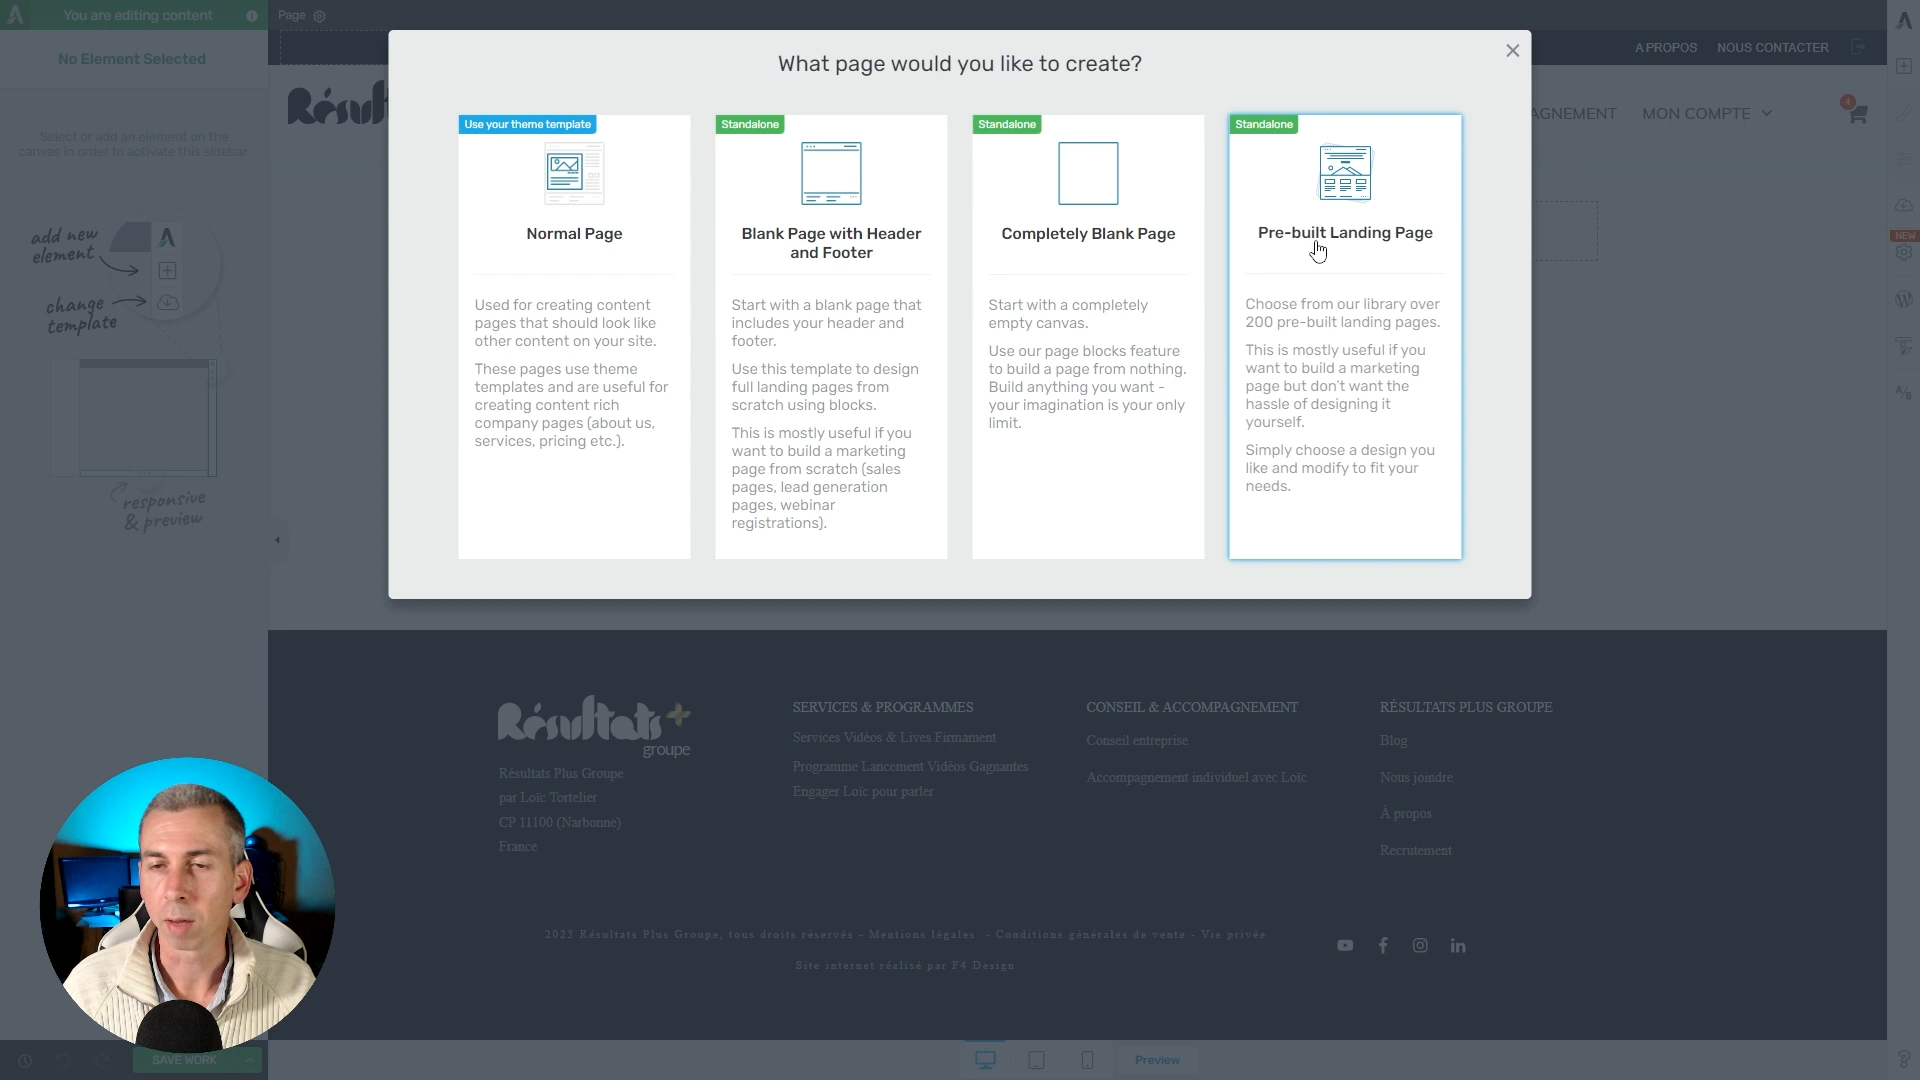 You are editing content
Page
No Element Selected
Select or add an element on the
canvas in order to activate this sidebar.
add new
element
change
template
responsive
& preview
SAVE WORK
A PROPOS
NOUS CONTACTER
Résult
AGNEMENT
MON COMPTE
4
NEW
A/B
What page would you like to create?
Use your theme template
Normal Page
Used for creating content
pages that should look like
other content on your site.
These pages use theme
templates and are useful for
creating content rich
company pages (about us,
services, pricing etc.).
Standalone
Blank Page with Header
and Footer
Start with a blank page that
includes your header and
footer.
Use this template to design
full landing pages from
scratch using blocks.
This is mostly useful if you
want to build a marketing
page from scratch (sales
pages, lead generation
pages, webinar
registrations).
Standalone
Completely Blank Page
Start with a completely
empty canvas.
Use our page blocks feature
to build a page from nothing.
Build anything you want -
your imagination is your only
limit.
Standalone
Pre-built Landing Page
Choose from our library over
200 pre-built landing pages.
This is mostly useful if you
want to build a marketing
page but don't want the
hassle of designing it
yourself.
Simply choose a design you
like and modify to fit your
needs.
Résultats+
groupe
Résultats Plus Groupe
par Loïc Tortelier
CP 11100 (Narbonne)
France
SERVICES & PROGRAMMES
Services Vidéos & Lives Firmament
Programme Lancement Vidéos Gagnantes
Engager Loïc pour parler
CONSEIL & ACCOMPAGNEMENT
Conseil entreprise
Accompagnement individuel avec Loïc
RÉSULTATS PLUS GROUPE
Blog
Nous joindre
À propos
Recrutement
2023 Résultats Plus Groupe, tous droits réservés - Mentions légales - Conditions générales de vente - Vie privée
Site internet réalisé par F4 Design
Preview